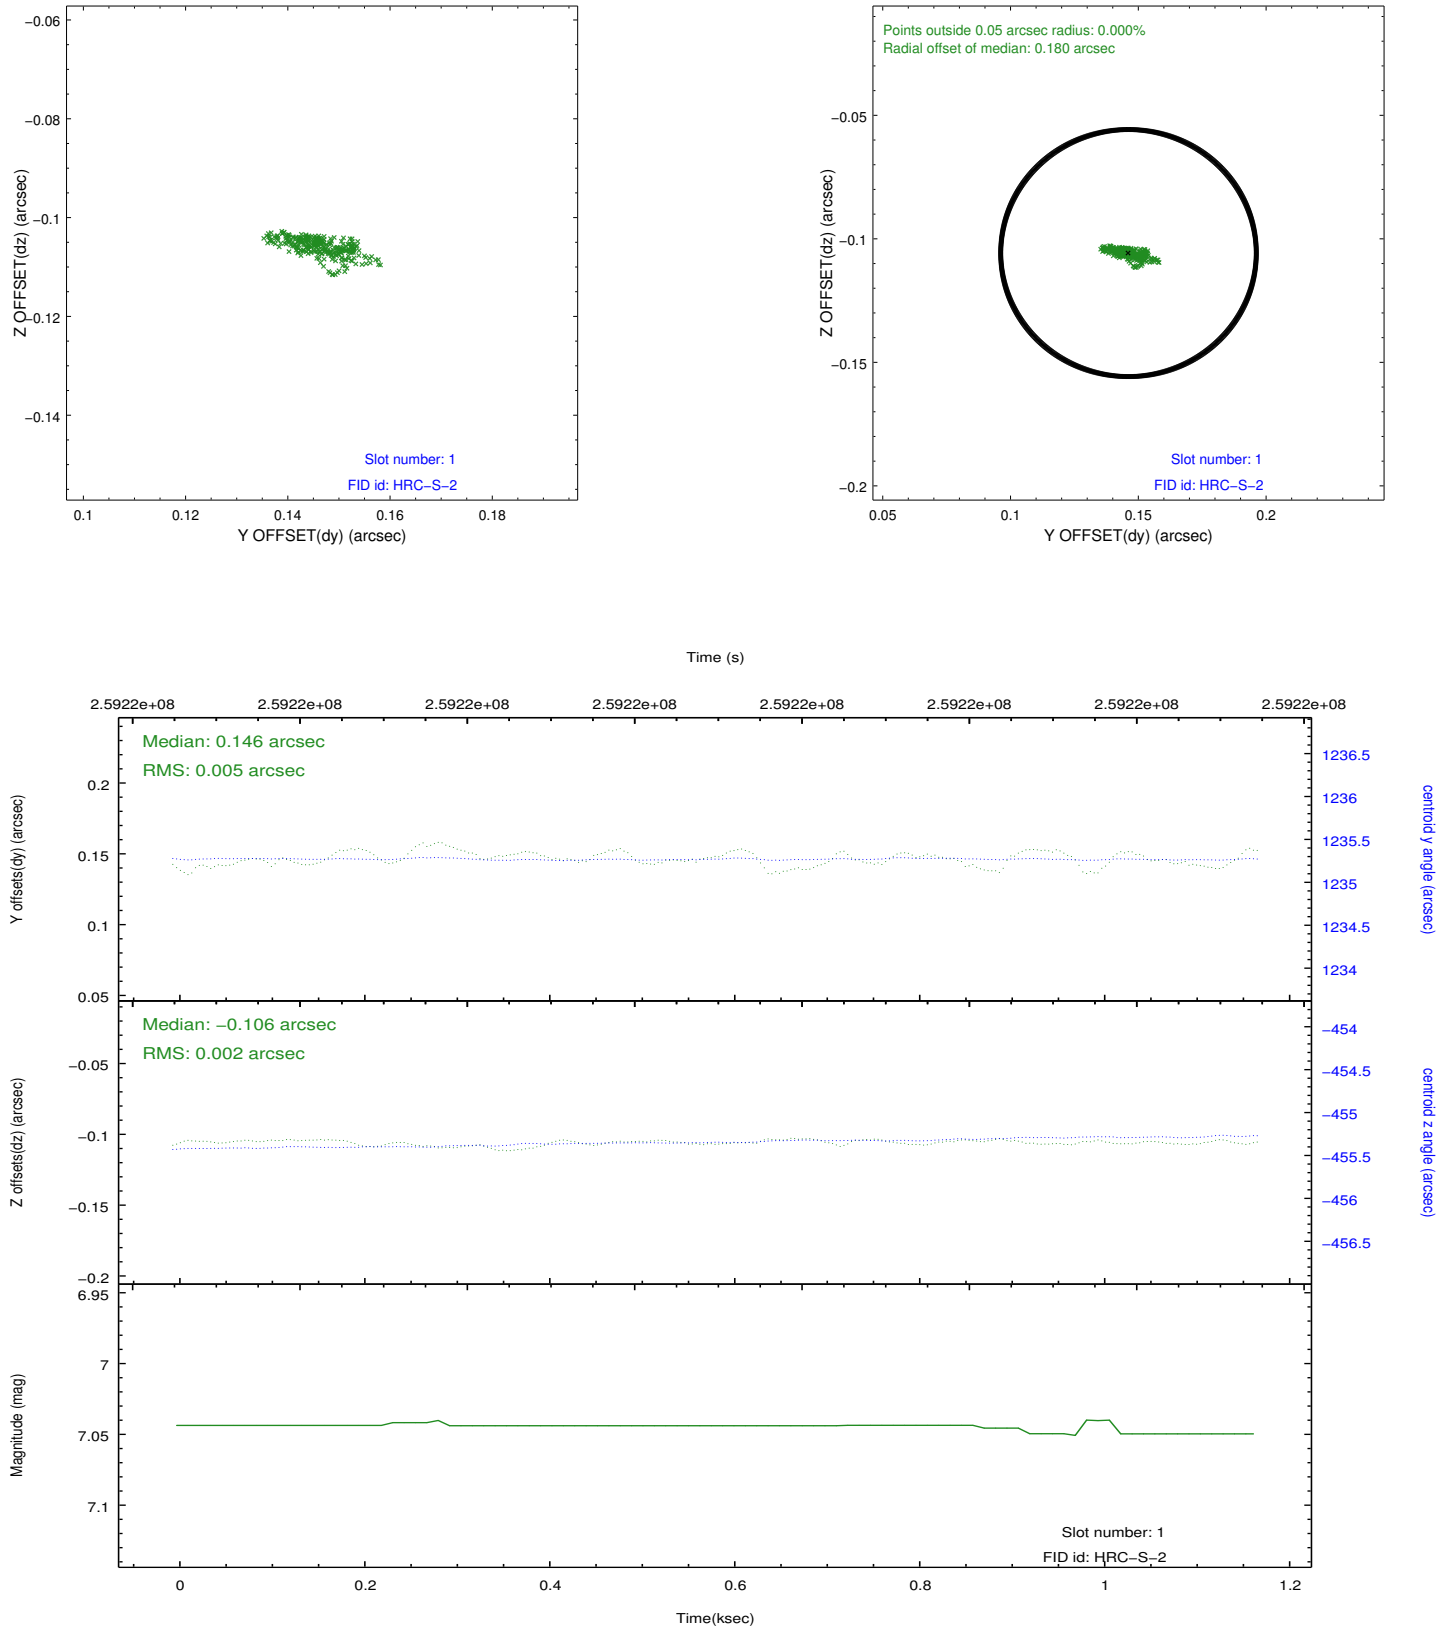 −0.06
−0.08
−0.1
−0.12
−0.14
Z OFFSET(dz) (arcsec)
Slot number: 1
FID id: HRC−S−2
0.1 0.12 0.14 0.16 0.18
Y OFFSET(dy) (arcsec)
Points outside 0.05 arcsec radius: 0.000%
Radial offset of median: 0.180 arcsec
−0.05
−0.1
−0.15
−0.2
Z OFFSET(dz) (arcsec)
Slot number: 1
FID id: HRC−S−2
0.05 0.1 0.15 0.2
Y OFFSET(dy) (arcsec)
Time (s)
2.5922e+08 2.5922e+08 2.5922e+08 2.5922e+08 2.5922e+08 2.5922e+08 2.5922e+08 2.5922e+08
Median: 0.146 arcsec
RMS: 0.005 arcsec
0.2
0.15
0.1
0.05
Y offsets(dy) (arcsec)
1236.5
1236
1235.5
1235
1234.5
1234
centroid y angle (arcsec)
Median: −0.106 arcsec
RMS: 0.002 arcsec
−0.05
−0.1
−0.15
−0.2
Z offsets(dz) (arcsec)
−454
−454.5
−455
−455.5
−456
−456.5
centroid z angle (arcsec)
6.95
7
7.05
7.1
Magnitude (mag)
Slot number: 1
FID id: HRC−S−2
0 0.2 0.4 0.6 0.8 1 1.2
Time(ksec)